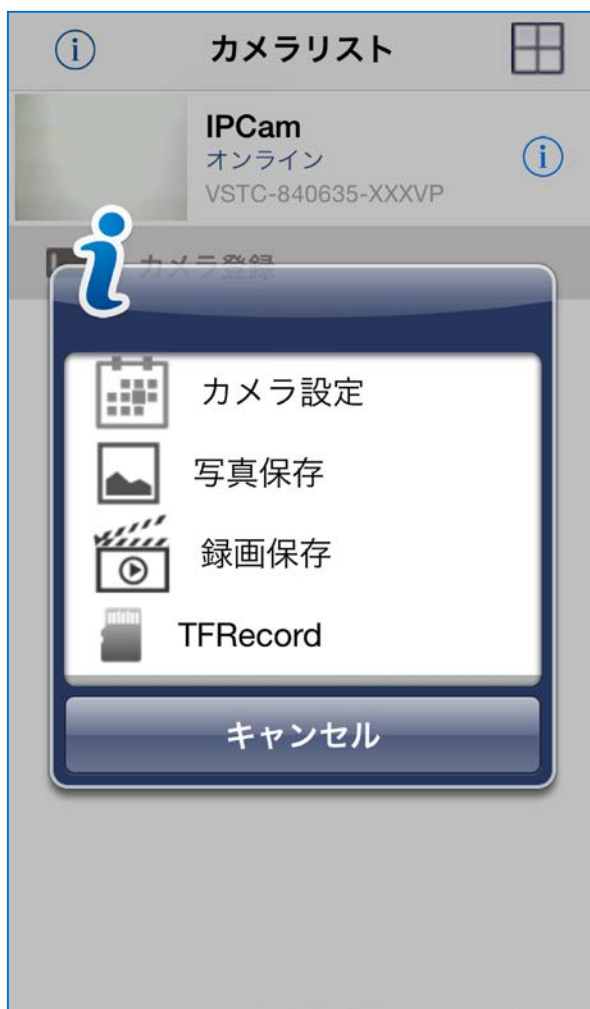 カメラリスト
IPCam
オンライン
VSTC-840635-XXXVP
カメラ登録
カメラ設定
写真保存
録画保存
TFRecord
キャンセル